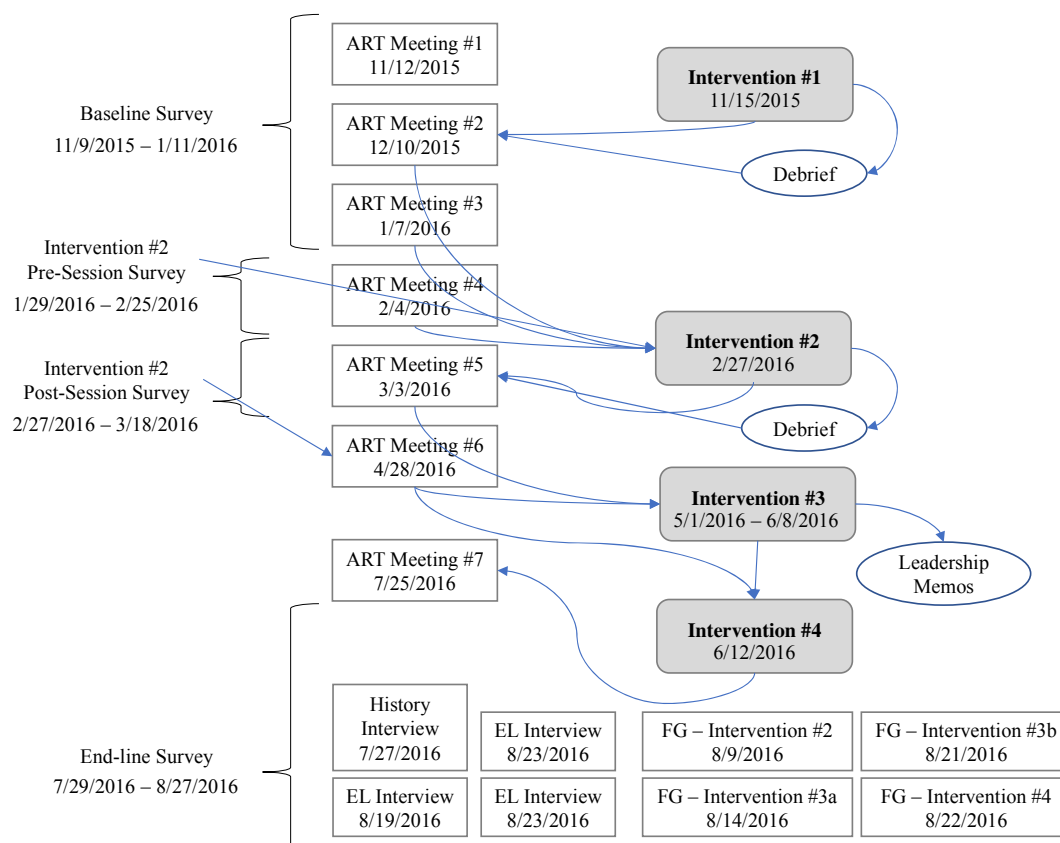 ART Meeting #1
11/12/2015
Intervention #1
11/15/2015
Baseline Survey
11/9/2015 – 1/11/2016
ART Meeting #2
12/10/2015
Debrief
ART Meeting #3
1/7/2016
Intervention #2
Pre-Session Survey
1/29/2016 – 2/25/2016
ART Meeting #4
2/4/2016
Intervention #2
2/27/2016
ART Meeting #5
3/3/2016
Intervention #2
Post-Session Survey
2/27/2016 – 3/18/2016
Debrief
ART Meeting #6
4/28/2016
Intervention #3
5/1/2016 – 6/8/2016
ART Meeting #7
7/25/2016
Leadership
Memos
Intervention #4
6/12/2016
End-line Survey
7/29/2016 – 8/27/2016
History
Interview
7/27/2016
EL Interview
8/23/2016
FG – Intervention #2
8/9/2016
FG – Intervention #3b
8/21/2016
EL Interview
8/19/2016
EL Interview
8/23/2016
FG – Intervention #3a
8/14/2016
FG – Intervention #4
8/22/2016